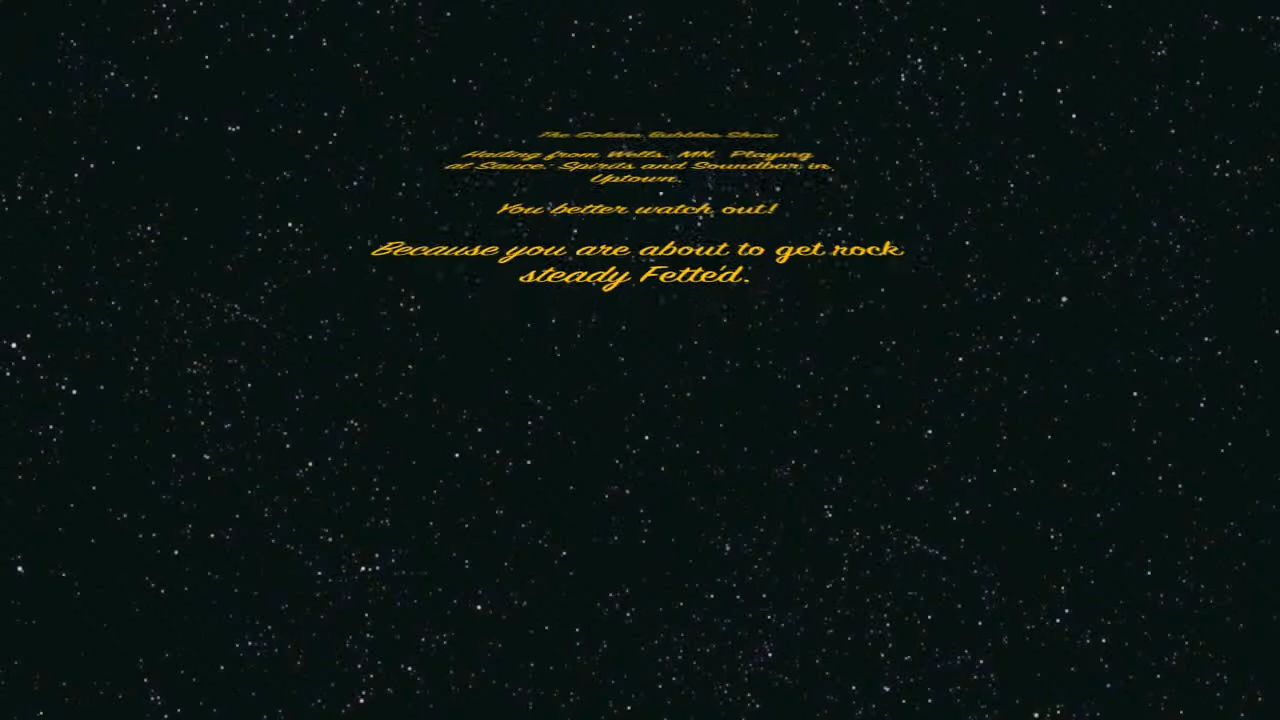 The Golden Bubbles Show
Hailing from Wells, MN. Playing
at Sauce: Spirits and Soundbar in
Uptown.
You better watch out!
Because you are about to get rock
steady Fette'd.